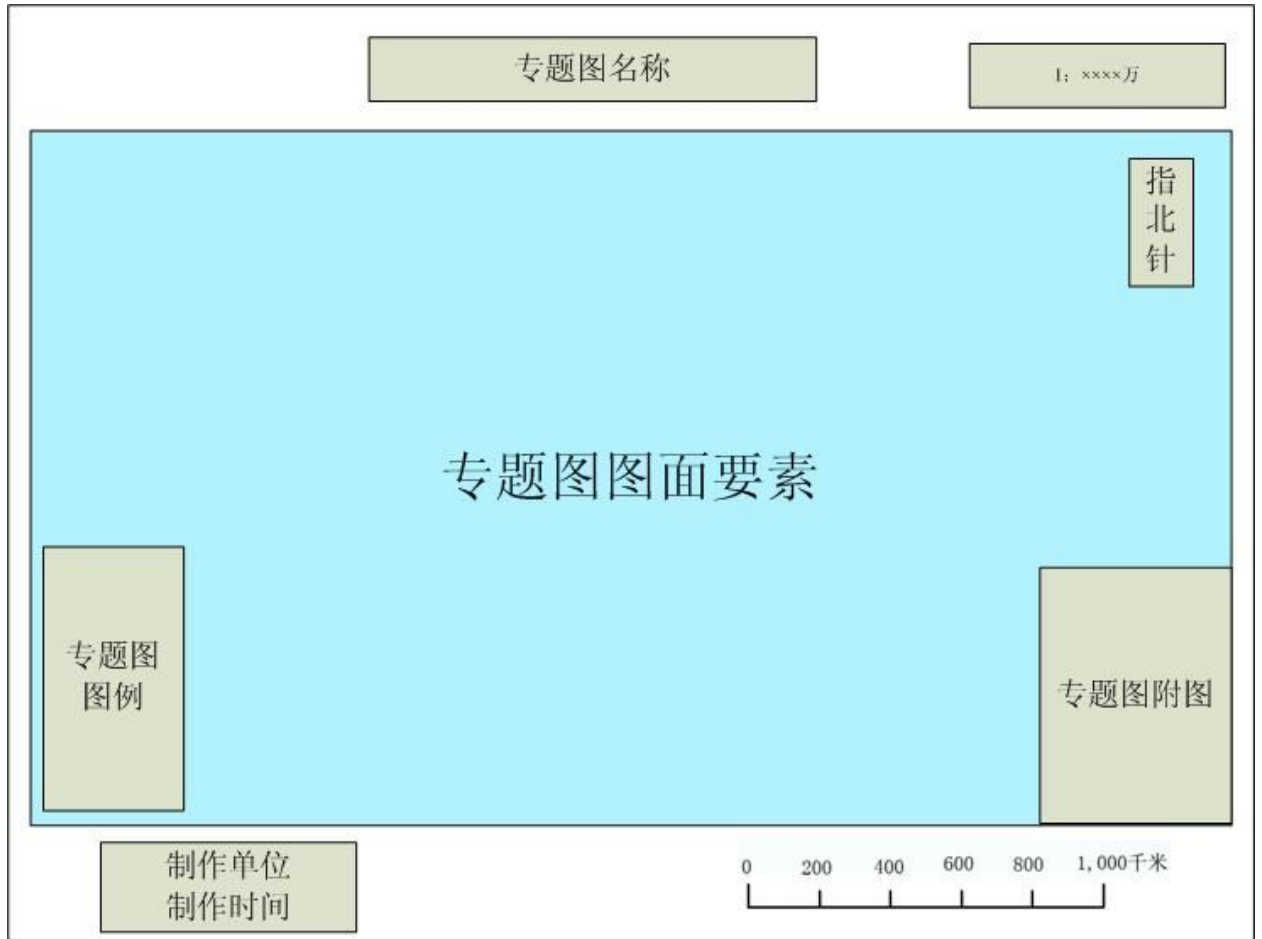 专题图名称
1：××××万
指
北
针
专题图图面要素
专题图
图例
专题图附图
制作单位
制作时间
0 200 400 600 800 1,000千米